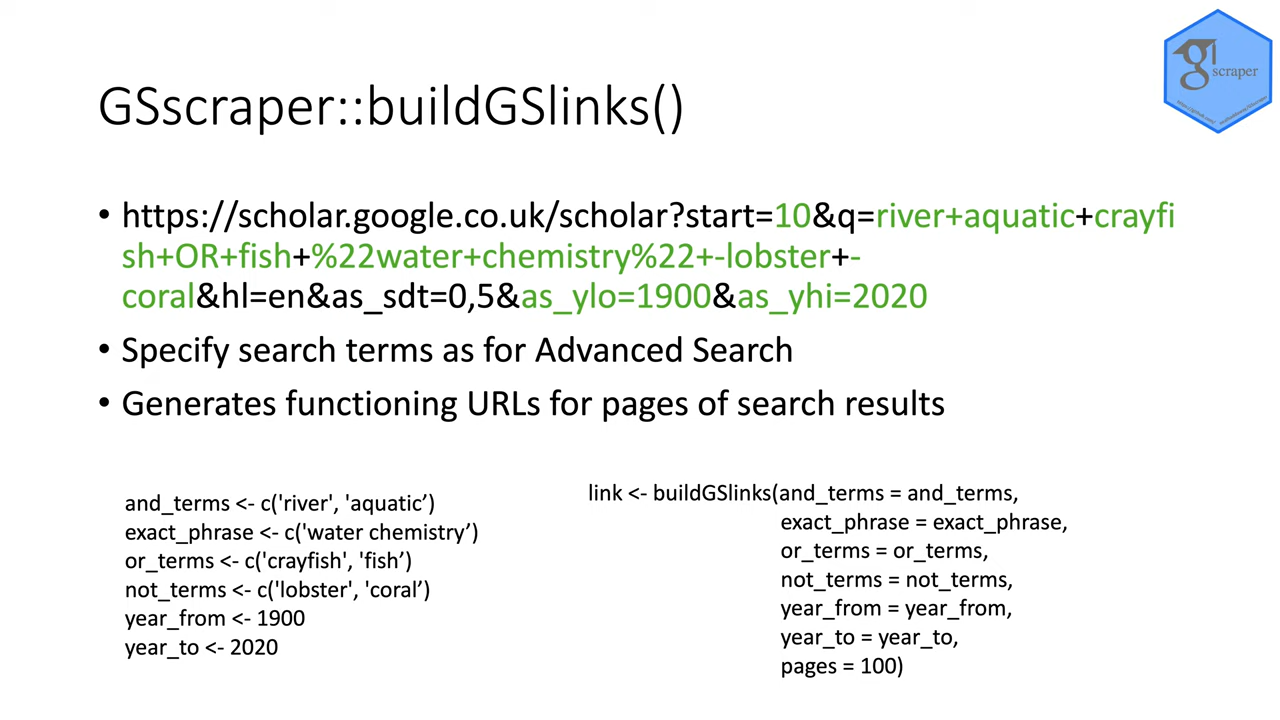 scraper
GSscraper::buildGSlinks()
• https://scholar.google.co.uk/scholar?start=10&q=river+aquatic+crayfi
sh+OR+fish+%22water+chemistry%22+-lobster+-
coral&hl=en&as_sdt=0,5&as_ylo=1900&as_yhi=2020
• Specify search terms as for Advanced Search
• Generates functioning URLs for pages of search results
and_terms <- c('river', 'aquatic’)
exact_phrase <- c('water chemistry’)
or_terms <- c('crayfish', 'fish’)
not_terms <- c('lobster', 'coral’)
year_from <- 1900
year_to <- 2020
link <- buildGSlinks(and_terms = and_terms,
exact_phrase = exact_phrase,
or_terms = or_terms,
not_terms = not_terms,
year_from = year_from,
year_to = year_to,
pages = 100)